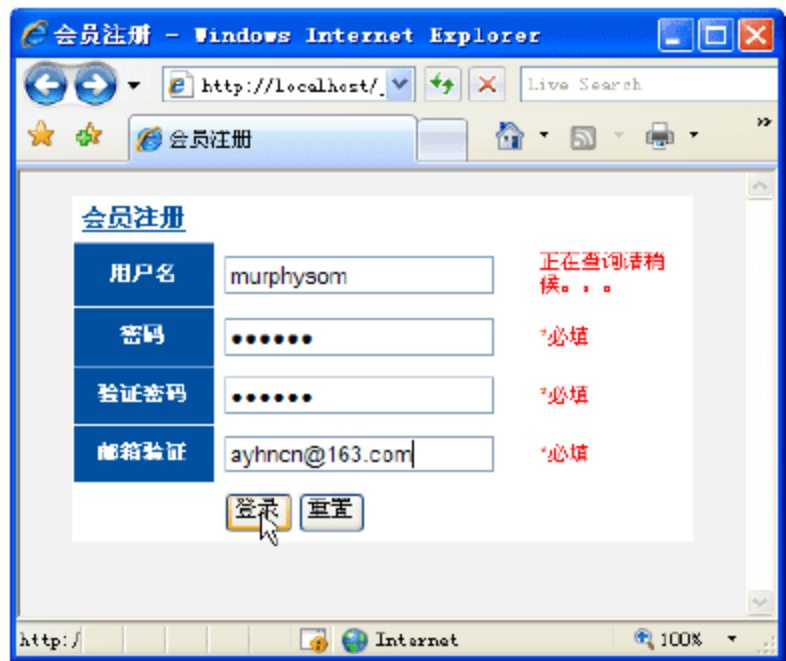 会员注册 - Windows Internet Explorer
http://localhost/_
Live Search
会员注册
会员注册
用户名
murphysom
正在查询请稍
候。。。
密码
••••••
*必填
验证密码
••••••
*必填
邮箱验证
ayhncn@163.com
*必填
登录
重置
http:/
Internet
100%